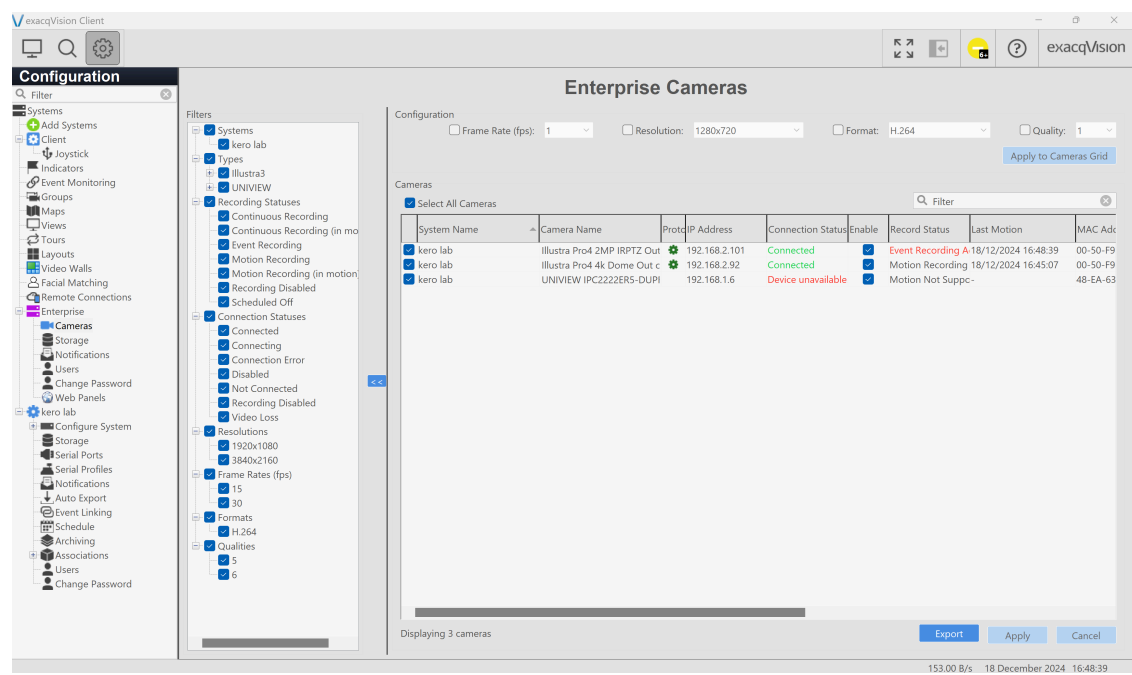 exacqVision Client
6+
exacqVision
Configuration
Filter
Systems
Add Systems
Client
Joystick
Indicators
Event Monitoring
Groups
Maps
Views
Tours
Layouts
Video Walls
Facial Matching
Remote Connections
Enterprise
Cameras
Storage
Notifications
Users
Change Password
Web Panels
kero lab
Configure System
Storage
Serial Ports
Serial Profiles
Notifications
Auto Export
Event Linking
Schedule
Archiving
Associations
Users
Change Password
Enterprise Cameras
Filters
Systems
kero lab
Types
Illustra3
UNIVIEW
Recording Statuses
Continuous Recording
Continuous Recording (in mo
Event Recording
Motion Recording
Motion Recording (in motion)
Recording Disabled
Scheduled Off
Connection Statuses
Connected
Connecting
Connection Error
Disabled
Not Connected
Recording Disabled
Video Loss
Resolutions
1920x1080
3840x2160
Frame Rates (fps)
15
30
Formats
H.264
Qualities
5
6
<<
Configuration
Frame Rate (fps): 1 Resolution: 1280x720 Format: H.264 Quality: 1
Apply to Cameras Grid
Cameras
Select All Cameras Filter
System Name Camera Name Protc IP Address Connection Status Enable Record Status Last Motion MAC Adc
kero lab Illustra Pro4 2MP IRPTZ Out 192.168.2.101 Connected Event Recording A 18/12/2024 16:48:39 00-50-F9
kero lab Illustra Pro4 4k Dome Out c 192.168.2.92 Connected Motion Recording 18/12/2024 16:45:07 00-50-F9
kero lab UNIVIEW IPC2222ER5-DUPI 192.168.1.6 Device unavailable Motion Not Suppc - 48-EA-63
Displaying 3 cameras
Export Apply Cancel
153.00 B/s 18 December 2024 16:48:39